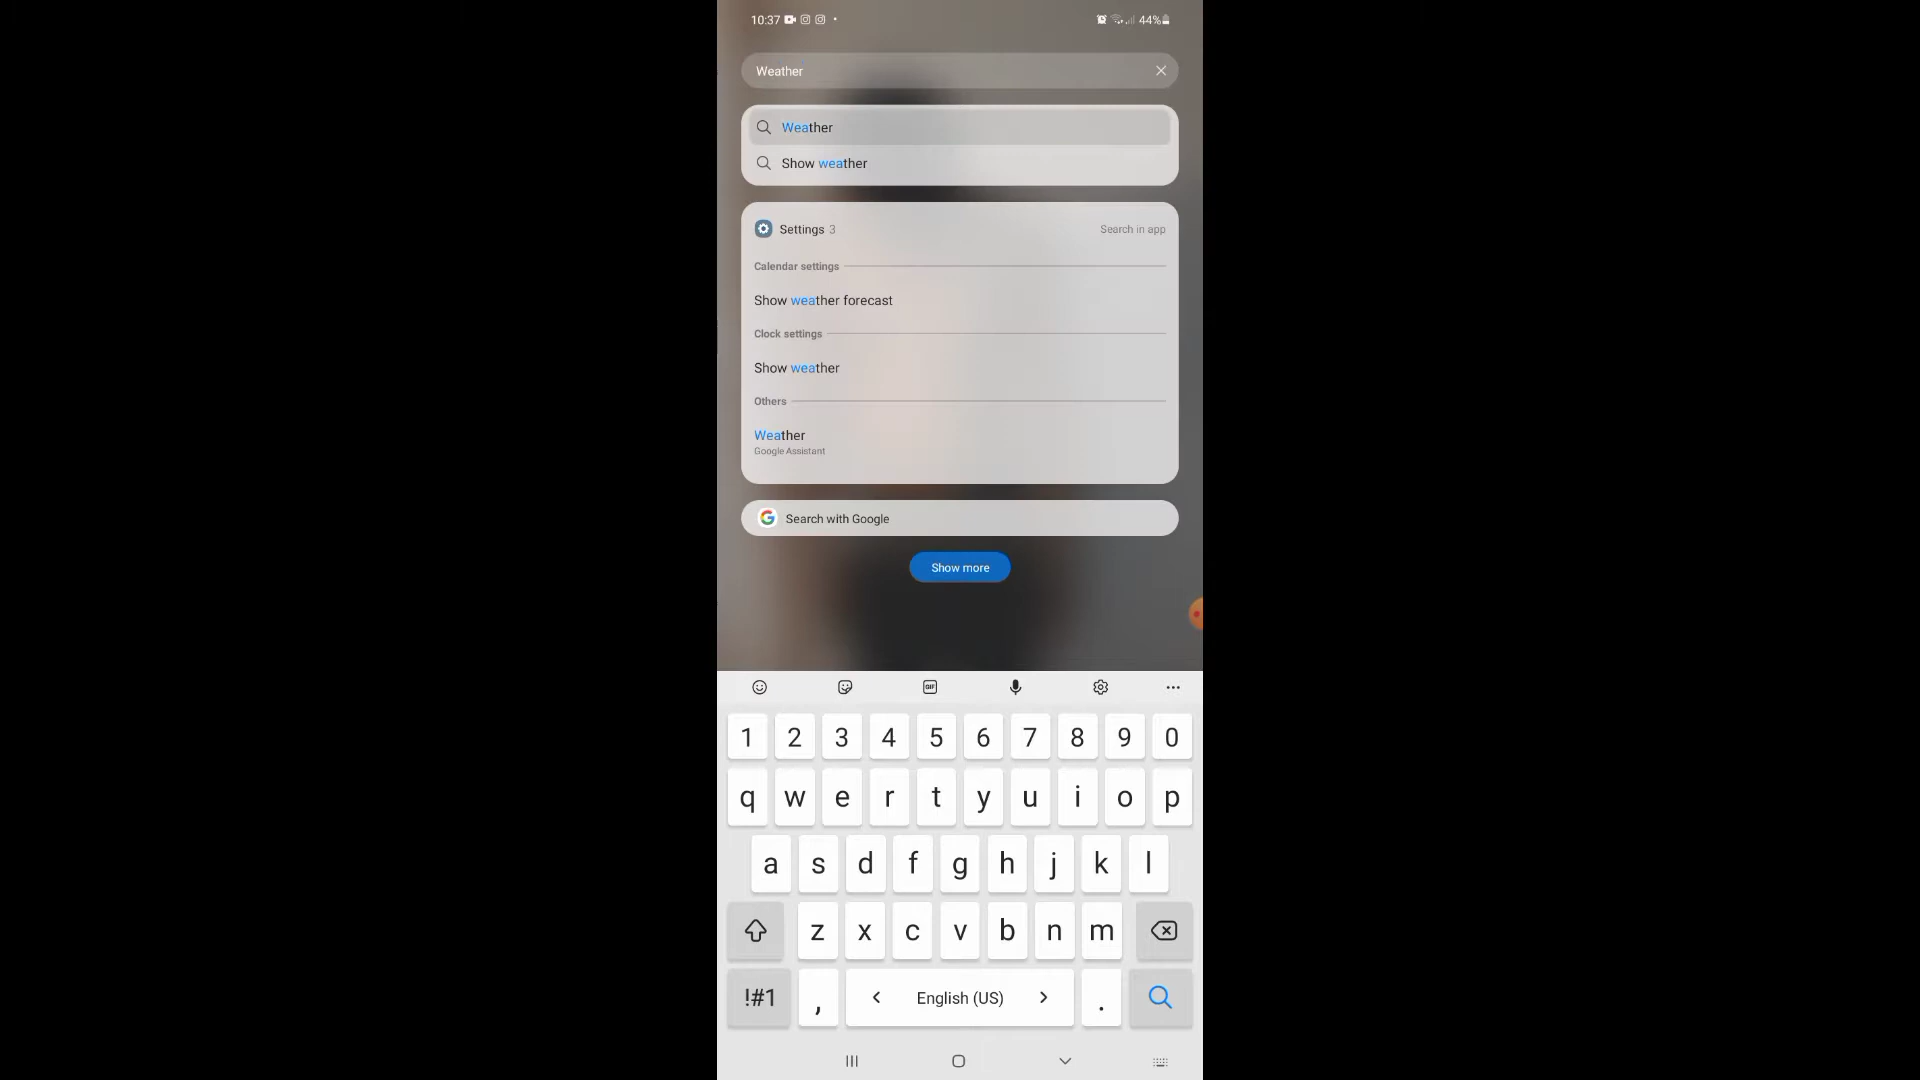 10:37 44%
Weather
Weather
Show weather
Settings 3 Search in app
Calendar settings
Show weather forecast
Clock settings
Show weather
Others
Weather
Google Assistant
G Search with Google
Show more
GIF
1 2 3 4 5 6 7 8 9 0
q w e r t y u i o p
a s d f g h j k l
z x c v b n m
!#1 , < English (US) > .